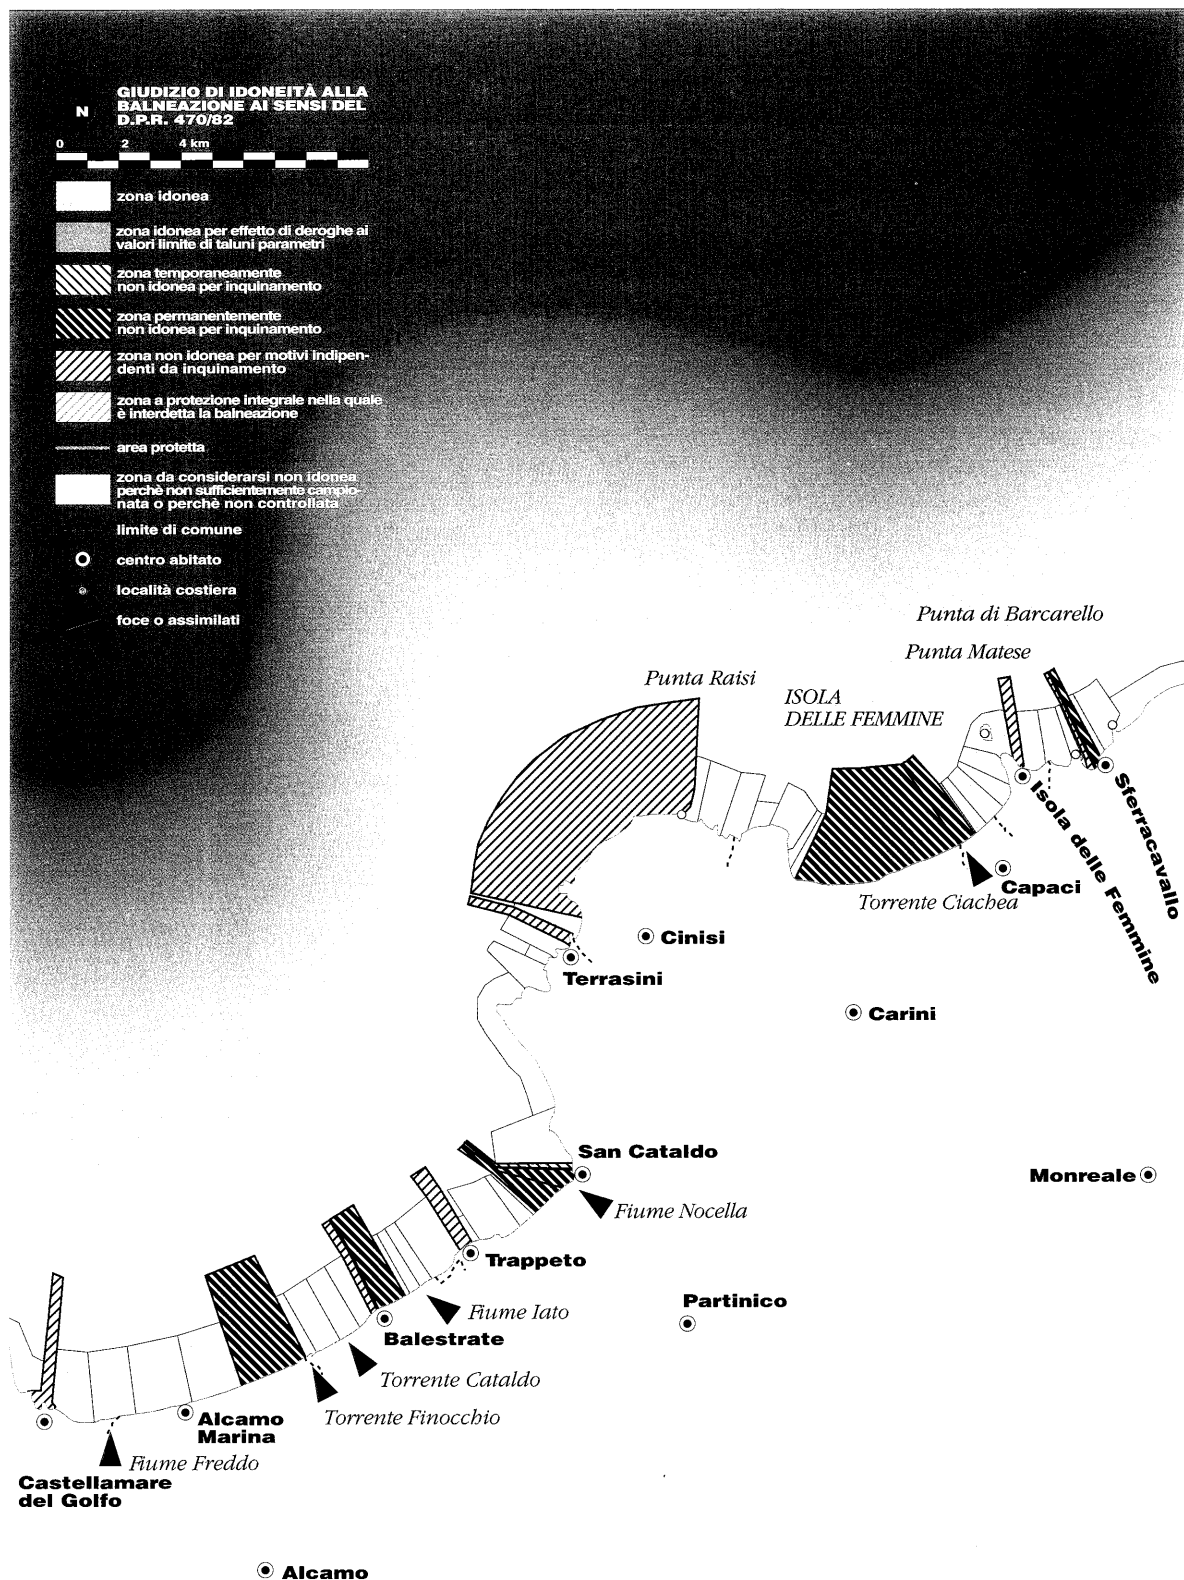 GIUDIZIO DI IDONEITÀ ALLA
BALNEAZIONE AI SENSI DEL
D.P.R. 470/82
N
0 2 4 km
zona idonea
zona idonea per effetto di deroghe ai
valori limite di taluni parametri
zona temporaneamente
non idonea per inquinamento
zona permanentemente
non idonea per inquinamento
zona non idonea per motivi indipen-
denti da inquinamento
zona a protezione integrale nella quale
è interdetta la balneazione
area protetta
zona da considerarsi non idonea
perchè non sufficientemente campio-
nata o perchè non controllata
limite di comune
centro abitato
località costiera
foce o assimilati
Punta di Barcarello
Punta Matese
Punta Raisi
ISOLA
DELLE FEMMINE
Sferracavallo
Isola delle Femmine
Capaci
Torrente Ciachea
Cinisi
Terrasini
Carini
San Cataldo
Monreale
Fiume Nocella
Trappeto
Partinico
Fiume Iato
Balestrate
Torrente Cataldo
Torrente Finocchio
Alcamo
Marina
Fiume Freddo
Castellamare
del Golfo
Alcamo